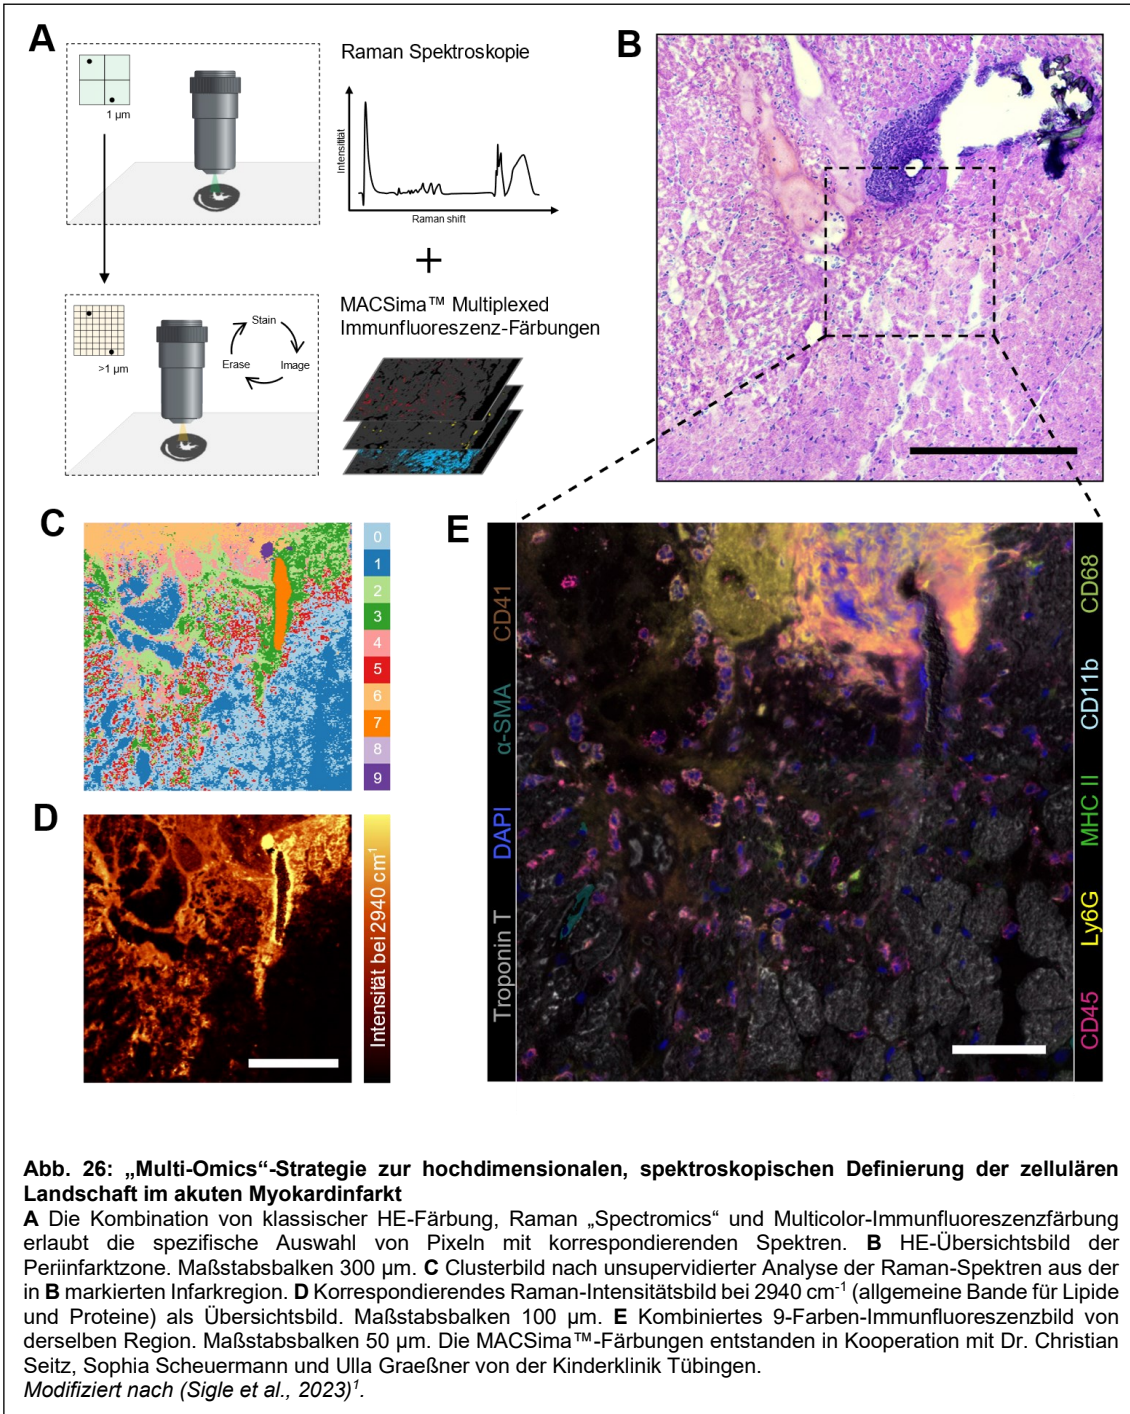 A
1 µm
Raman Spektroskopie
Intensitität
Raman shift
+
>1 µm
Stain
Image
Erase
MACSima™ Multiplexed
Immunfluoreszenz-Färbungen
B
C
0
1
2
3
4
5
6
7
8
9
D
Intensität bei 2940 cm¹
E
Troponin T DAPI α-SMA CD41
CD45 Ly6G MHC II CD11b CD68
Abb. 26: „Multi-Omics“-Strategie zur hochdimensionalen, spektroskopischen Definierung der zellulären
Landschaft im akuten Myokardinfarkt
A Die Kombination von klassischer HE-Färbung, Raman „Spectromics“ und Multicolor-Immunfluoreszenzfärbung
erlaubt die spezifische Auswahl von Pixeln mit korrespondierenden Spektren. B HE-Übersichtsbild der
Periinfarktzone. Maßstabsbalken 300 µm. C Clusterbild nach unsupervidierter Analyse der Raman-Spektren aus der
in B markierten Infarkregion. D Korrespondierendes Raman-Intensitätsbild bei 2940 cm⁻¹ (allgemeine Bande für Lipide
und Proteine) als Übersichtsbild. Maßstabsbalken 100 µm. E Kombiniertes 9-Farben-Immunfluoreszenzbild von
derselben Region. Maßstabsbalken 50 µm. Die MACSima™-Färbungen entstanden in Kooperation mit Dr. Christian
Seitz, Sophia Scheuermann und Ulla Graeßner von der Kinderklinik Tübingen.
Modifiziert nach (Sigle et al., 2023)¹.